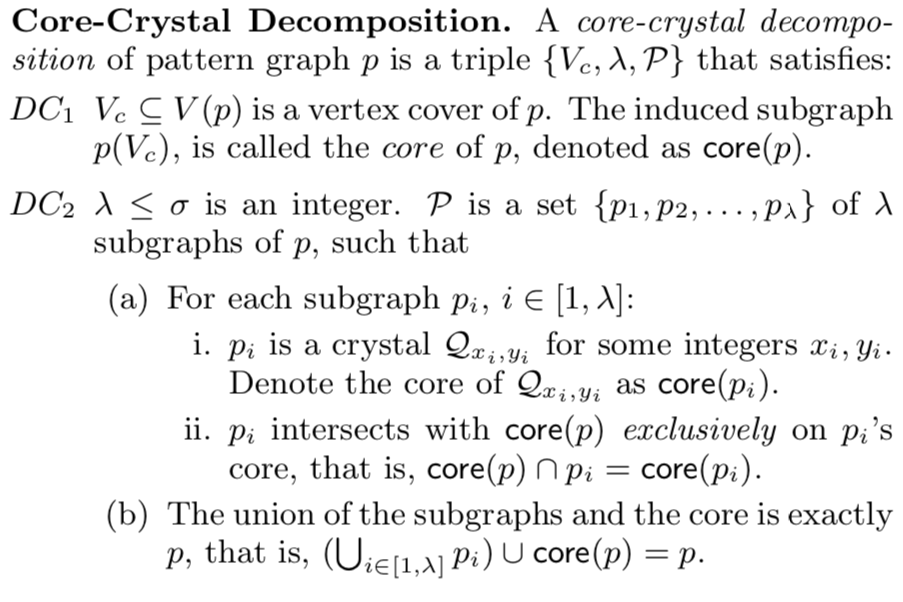 Core-Crystal Decomposition. A core-crystal decompo-
sition of pattern graph p is a triple {V_c, λ, 𝒫} that satisfies:
DC₁ V_c ⊆ V(p) is a vertex cover of p. The induced subgraph
p(V_c), is called the core of p, denoted as core(p).
DC₂ λ ≤ σ is an integer. 𝒫 is a set {p₁, p₂, . . . , p_λ} of λ
subgraphs of p, such that
(a) For each subgraph p_i, i ∈ [1, λ]:
i. p_i is a crystal 𝒬_{x_i,y_i} for some integers x_i, y_i.
Denote the core of 𝒬_{x_i,y_i} as core(p_i).
ii. p_i intersects with core(p) exclusively on p_i's
core, that is, core(p) ∩ p_i = core(p_i).
(b) The union of the subgraphs and the core is exactly
p, that is, (⋃_{i∈[1,λ]} p_i) ∪ core(p) = p.